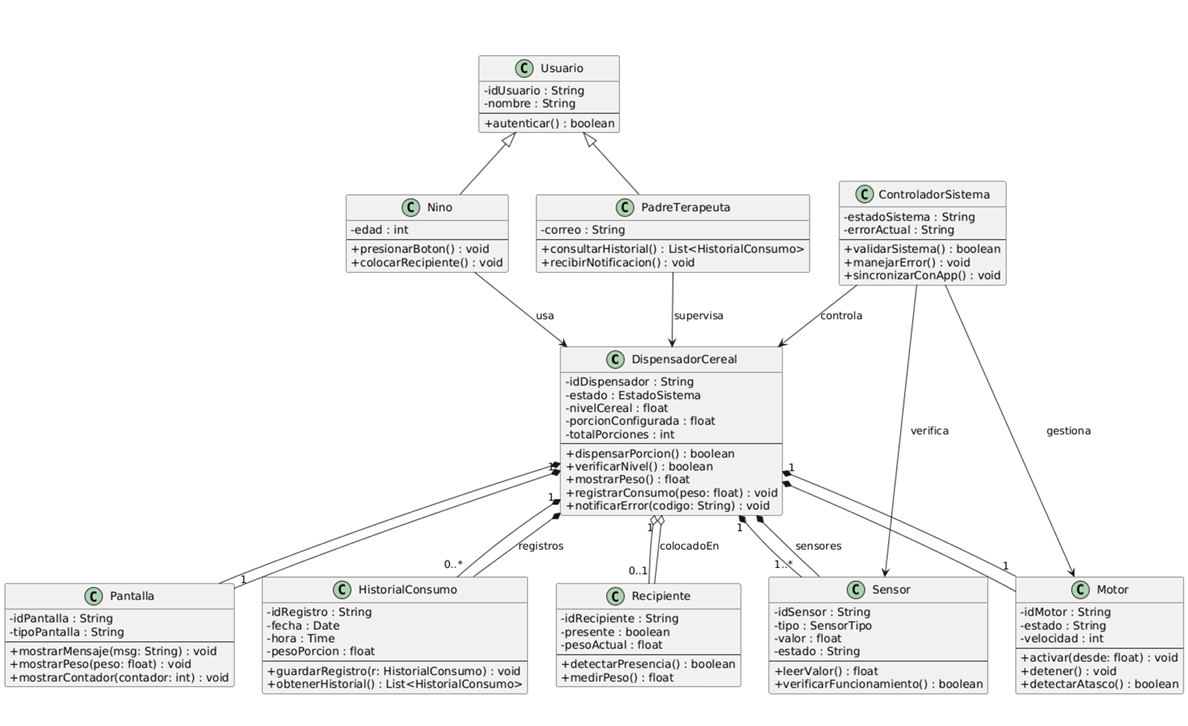 C Usuario
-idUsuario : String
-nombre : String
+autenticar() : boolean
C Nino
-edad : int
+presionarBoton() : void
+colocarRecipiente() : void
C PadreTerapeuta
-correo : String
+consultarHistorial() : List<HistorialConsumo>
+recibirNotificacion() : void
C ControladorSistema
-estadoSistema : String
-errorActual : String
+validarSistema() : boolean
+manejarError() : void
+sincronizarConApp() : void
usa
supervisa
controla
C DispensadorCereal
-idDispensador : String
-estado : EstadoSistema
-nivelCereal : float
-porcionConfigurada : float
-totalPorciones : int
+dispensarPorcion() : boolean
+verificarNivel() : boolean
+mostrarPeso() : float
+registrarConsumo(peso: float) : void
+notificarError(codigo: String) : void
verifica
gestiona
1
1
1
1
1
registros
colocadoEn
sensores
1
0..*
0..1
1..*
1
C Pantalla
-idPantalla : String
-tipoPantalla : String
+mostrarMensaje(msg: String) : void
+mostrarPeso(peso: float) : void
+mostrarContador(contador: int) : void
C HistorialConsumo
-idRegistro : String
-fecha : Date
-hora : Time
-pesoPorcion : float
+guardarRegistro(r: HistorialConsumo) : void
+obtenerHistorial() : List<HistorialConsumo>
C Recipiente
-idRecipiente : String
-presente : boolean
-pesoActual : float
+detectarPresencia() : boolean
+medirPeso() : float
C Sensor
-idSensor : String
-tipo : SensorTipo
-valor : float
-estado : String
+leerValor() : float
+verificarFuncionamiento() : boolean
C Motor
-idMotor : String
-estado : String
-velocidad : int
+activar(desde: float) : void
+detener() : void
+detectarAtasco() : boolean